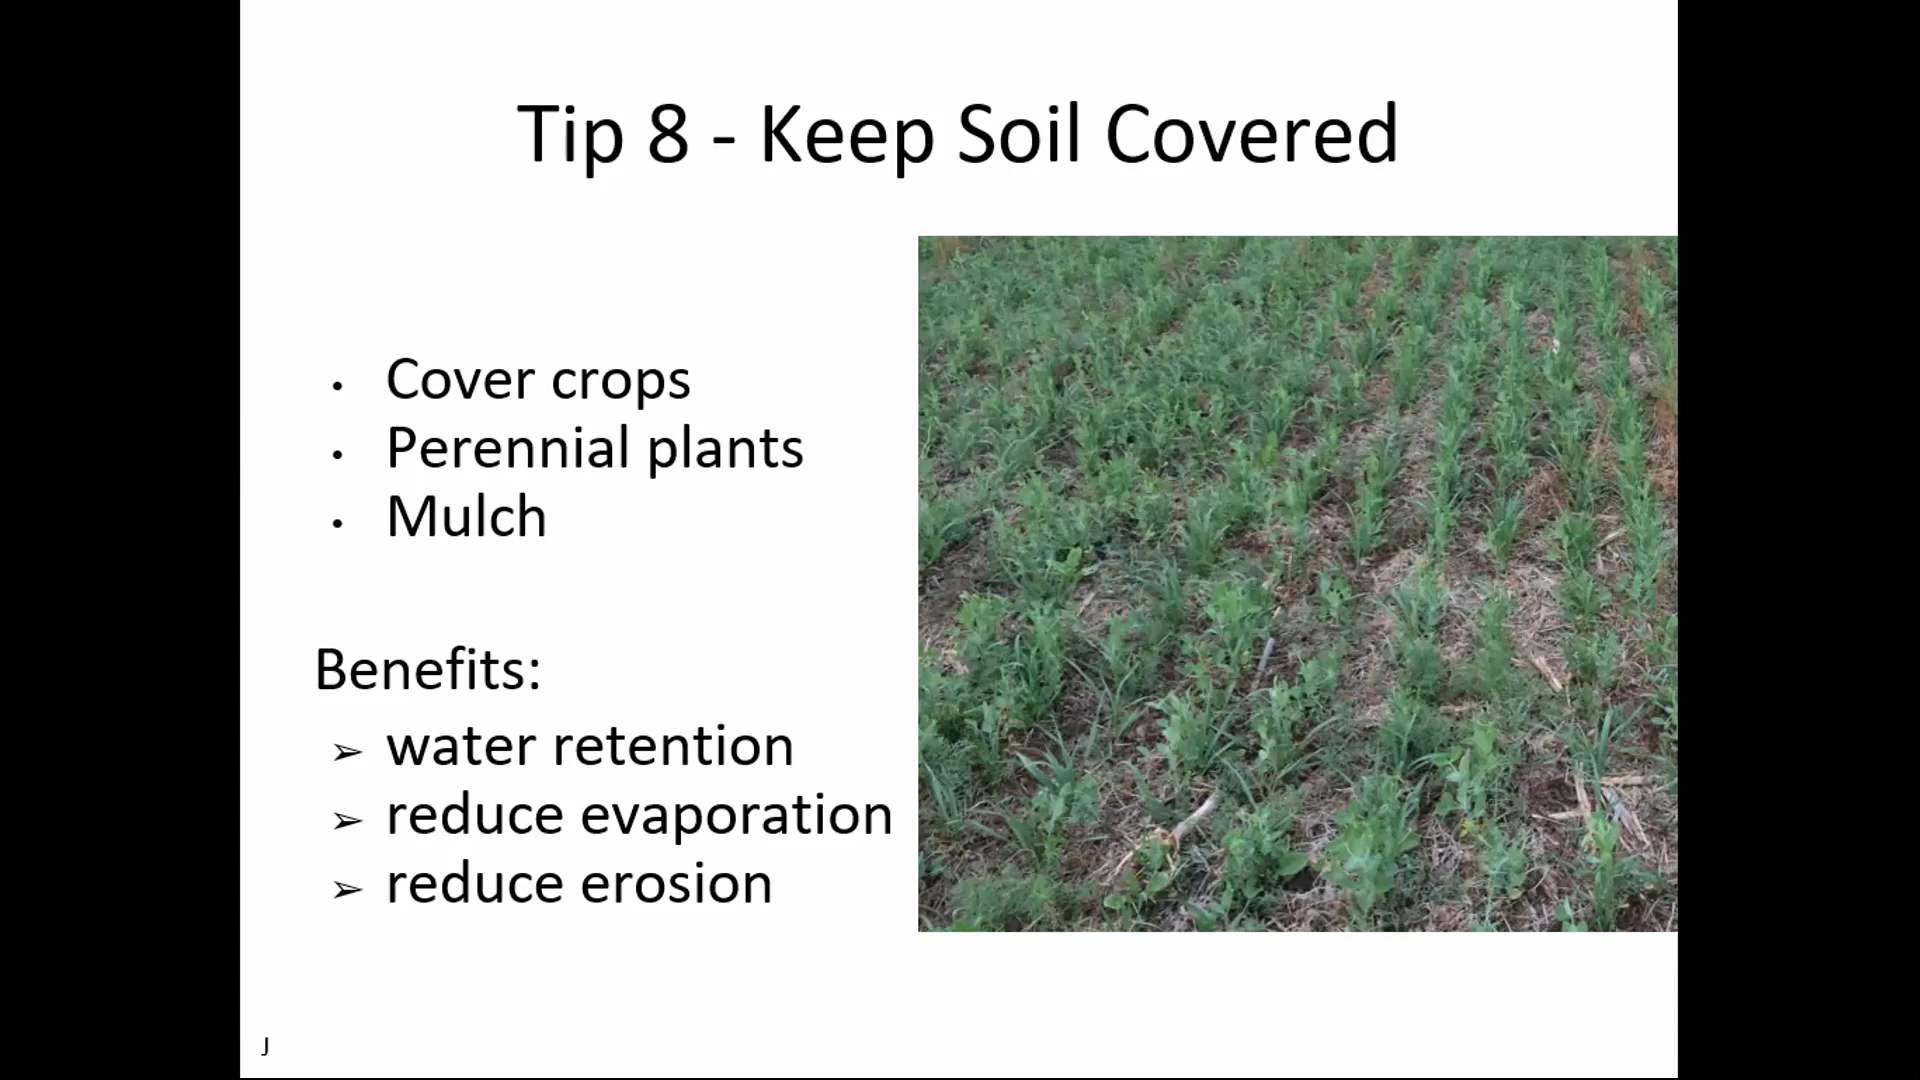 Tip 8 - Keep Soil Covered
• Cover crops
• Perennial plants
• Mulch
Benefits:
➢ water retention
➢ reduce evaporation
➢ reduce erosion
J